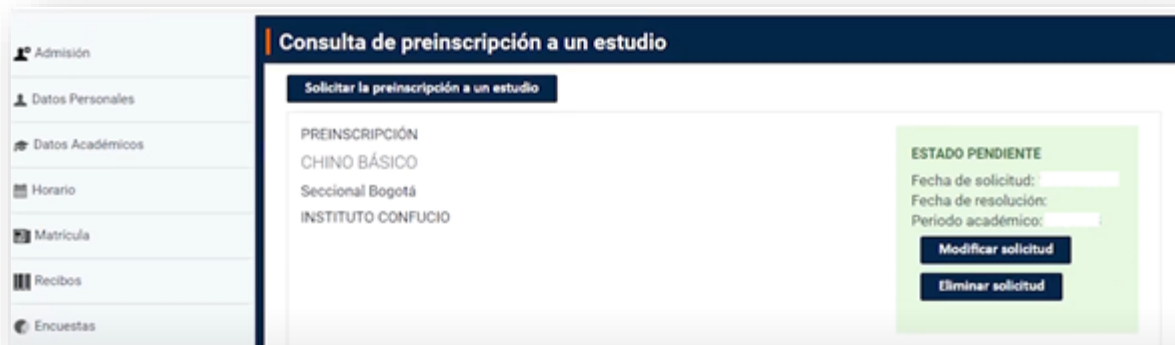 Admisión
Datos Personales
Datos Académicos
Horario
Matrícula
Recibos
Encuestas
Consulta de preinscripción a un estudio
Solicitar la preinscripción a un estudio
PREINSCRIPCIÓN
CHINO BÁSICO
Seccional Bogotá
INSTITUTO CONFUCIO
ESTADO PENDIENTE
Fecha de solicitud:
Fecha de resolución:
Periodo académico:
Modificar solicitud
Eliminar solicitud